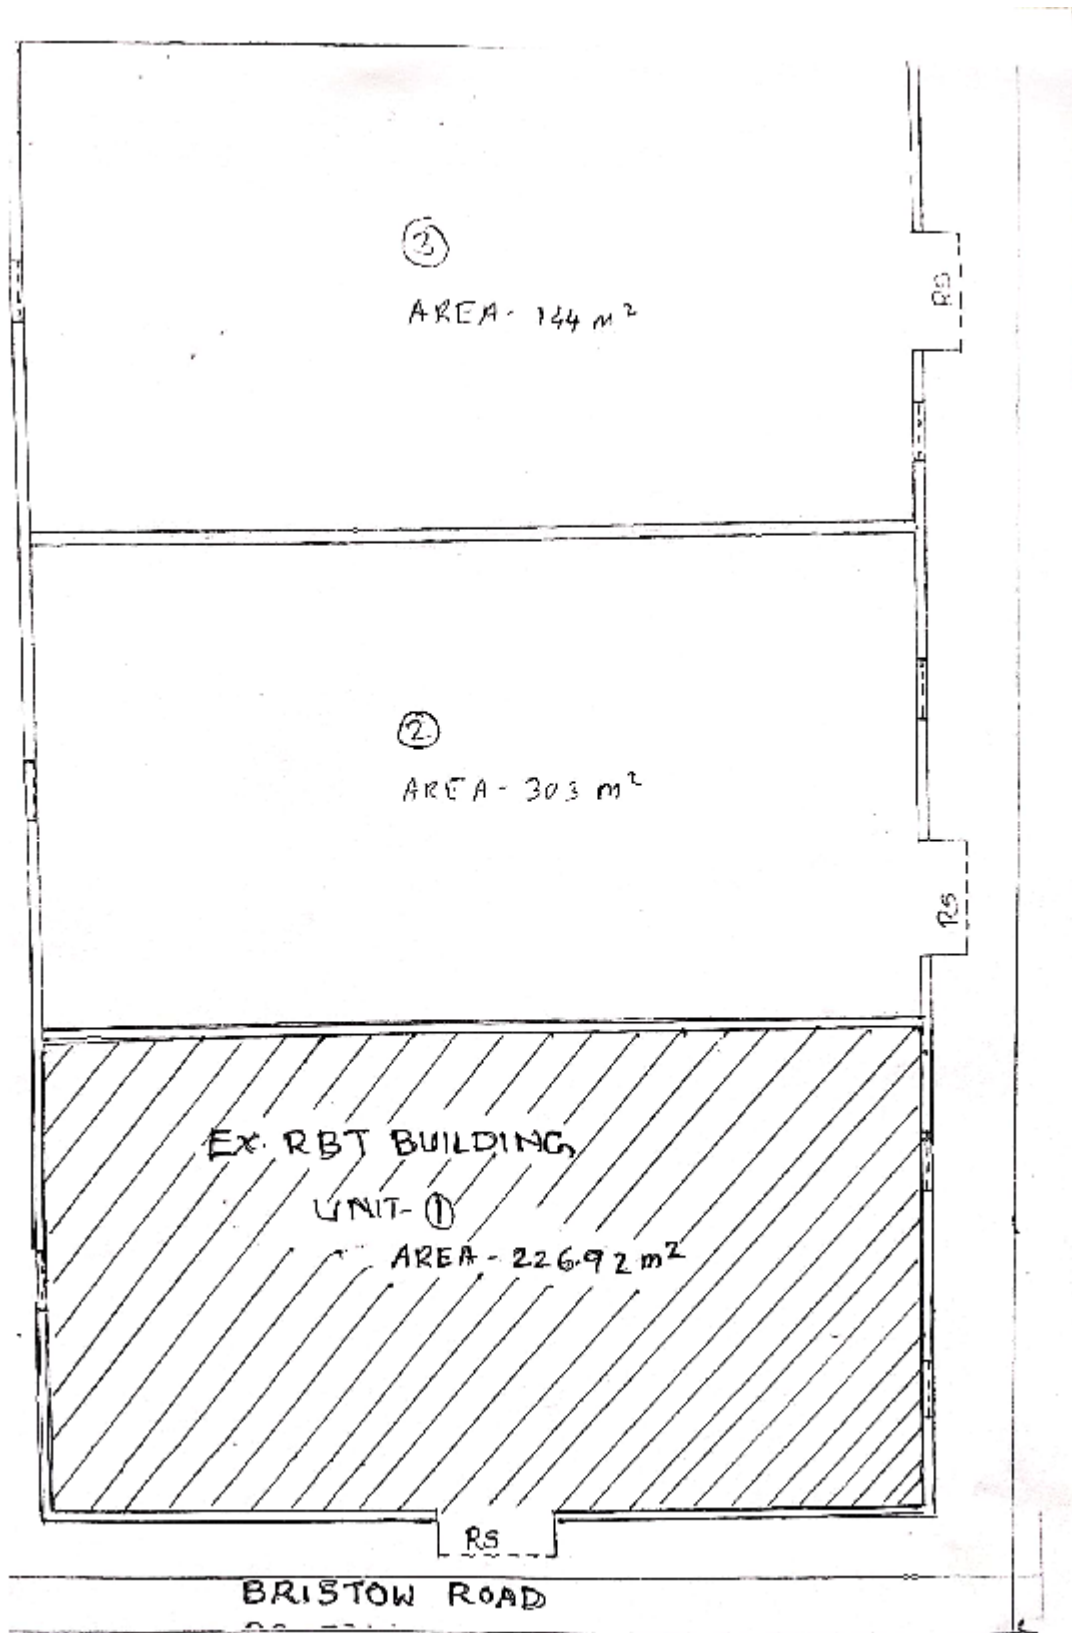 ③
AREA- 144 m²
RS
②
AREA- 303 m²
RS
EX. RBT BUILDING
UNIT- ①
AREA - 226.92 m²
RS
BRISTOW ROAD